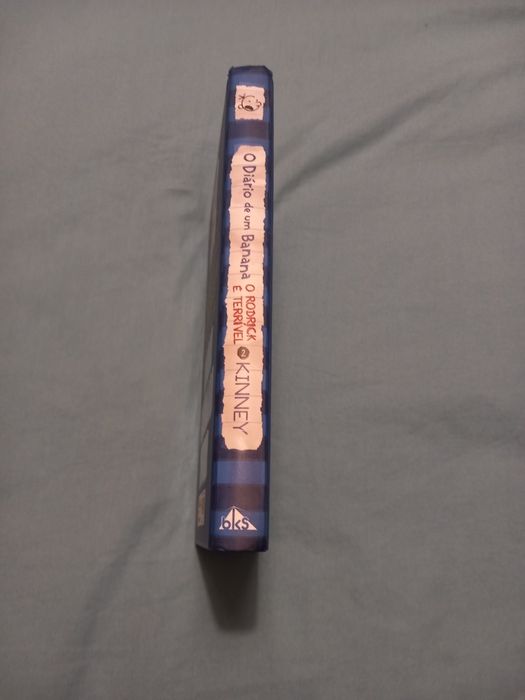 O Diário de um Banana
O RODRICK
É TERRÍVEL
2
KINNEY
bks